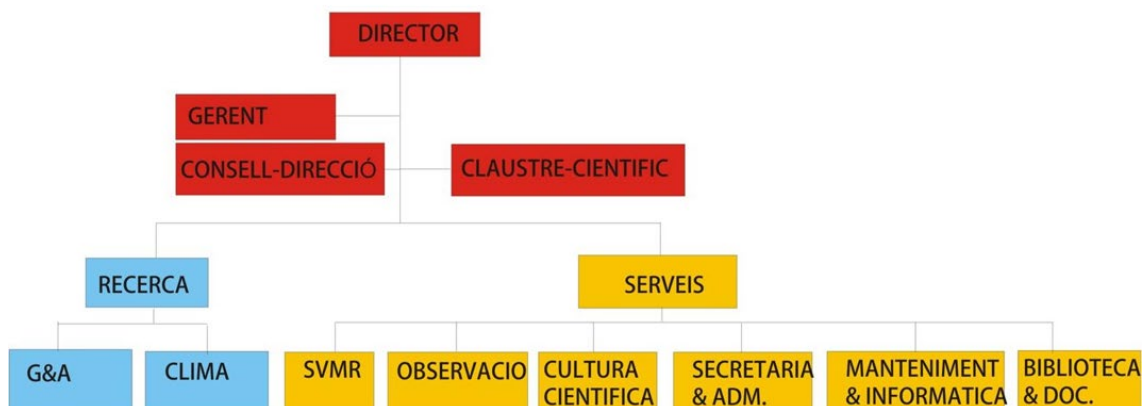 DIRECTOR
GERENT
CONSELL-DIRECCIÓ
CLAUSTRE-CIENTIFIC
RECERCA
SERVEIS
G&A
CLIMA
SVMR
OBSERVACIO
CULTURA
CIENTIFICA
SECRETARIA
& ADM.
MANTENIMENT
& INFORMATICA
BIBLIOTECA
& DOC.